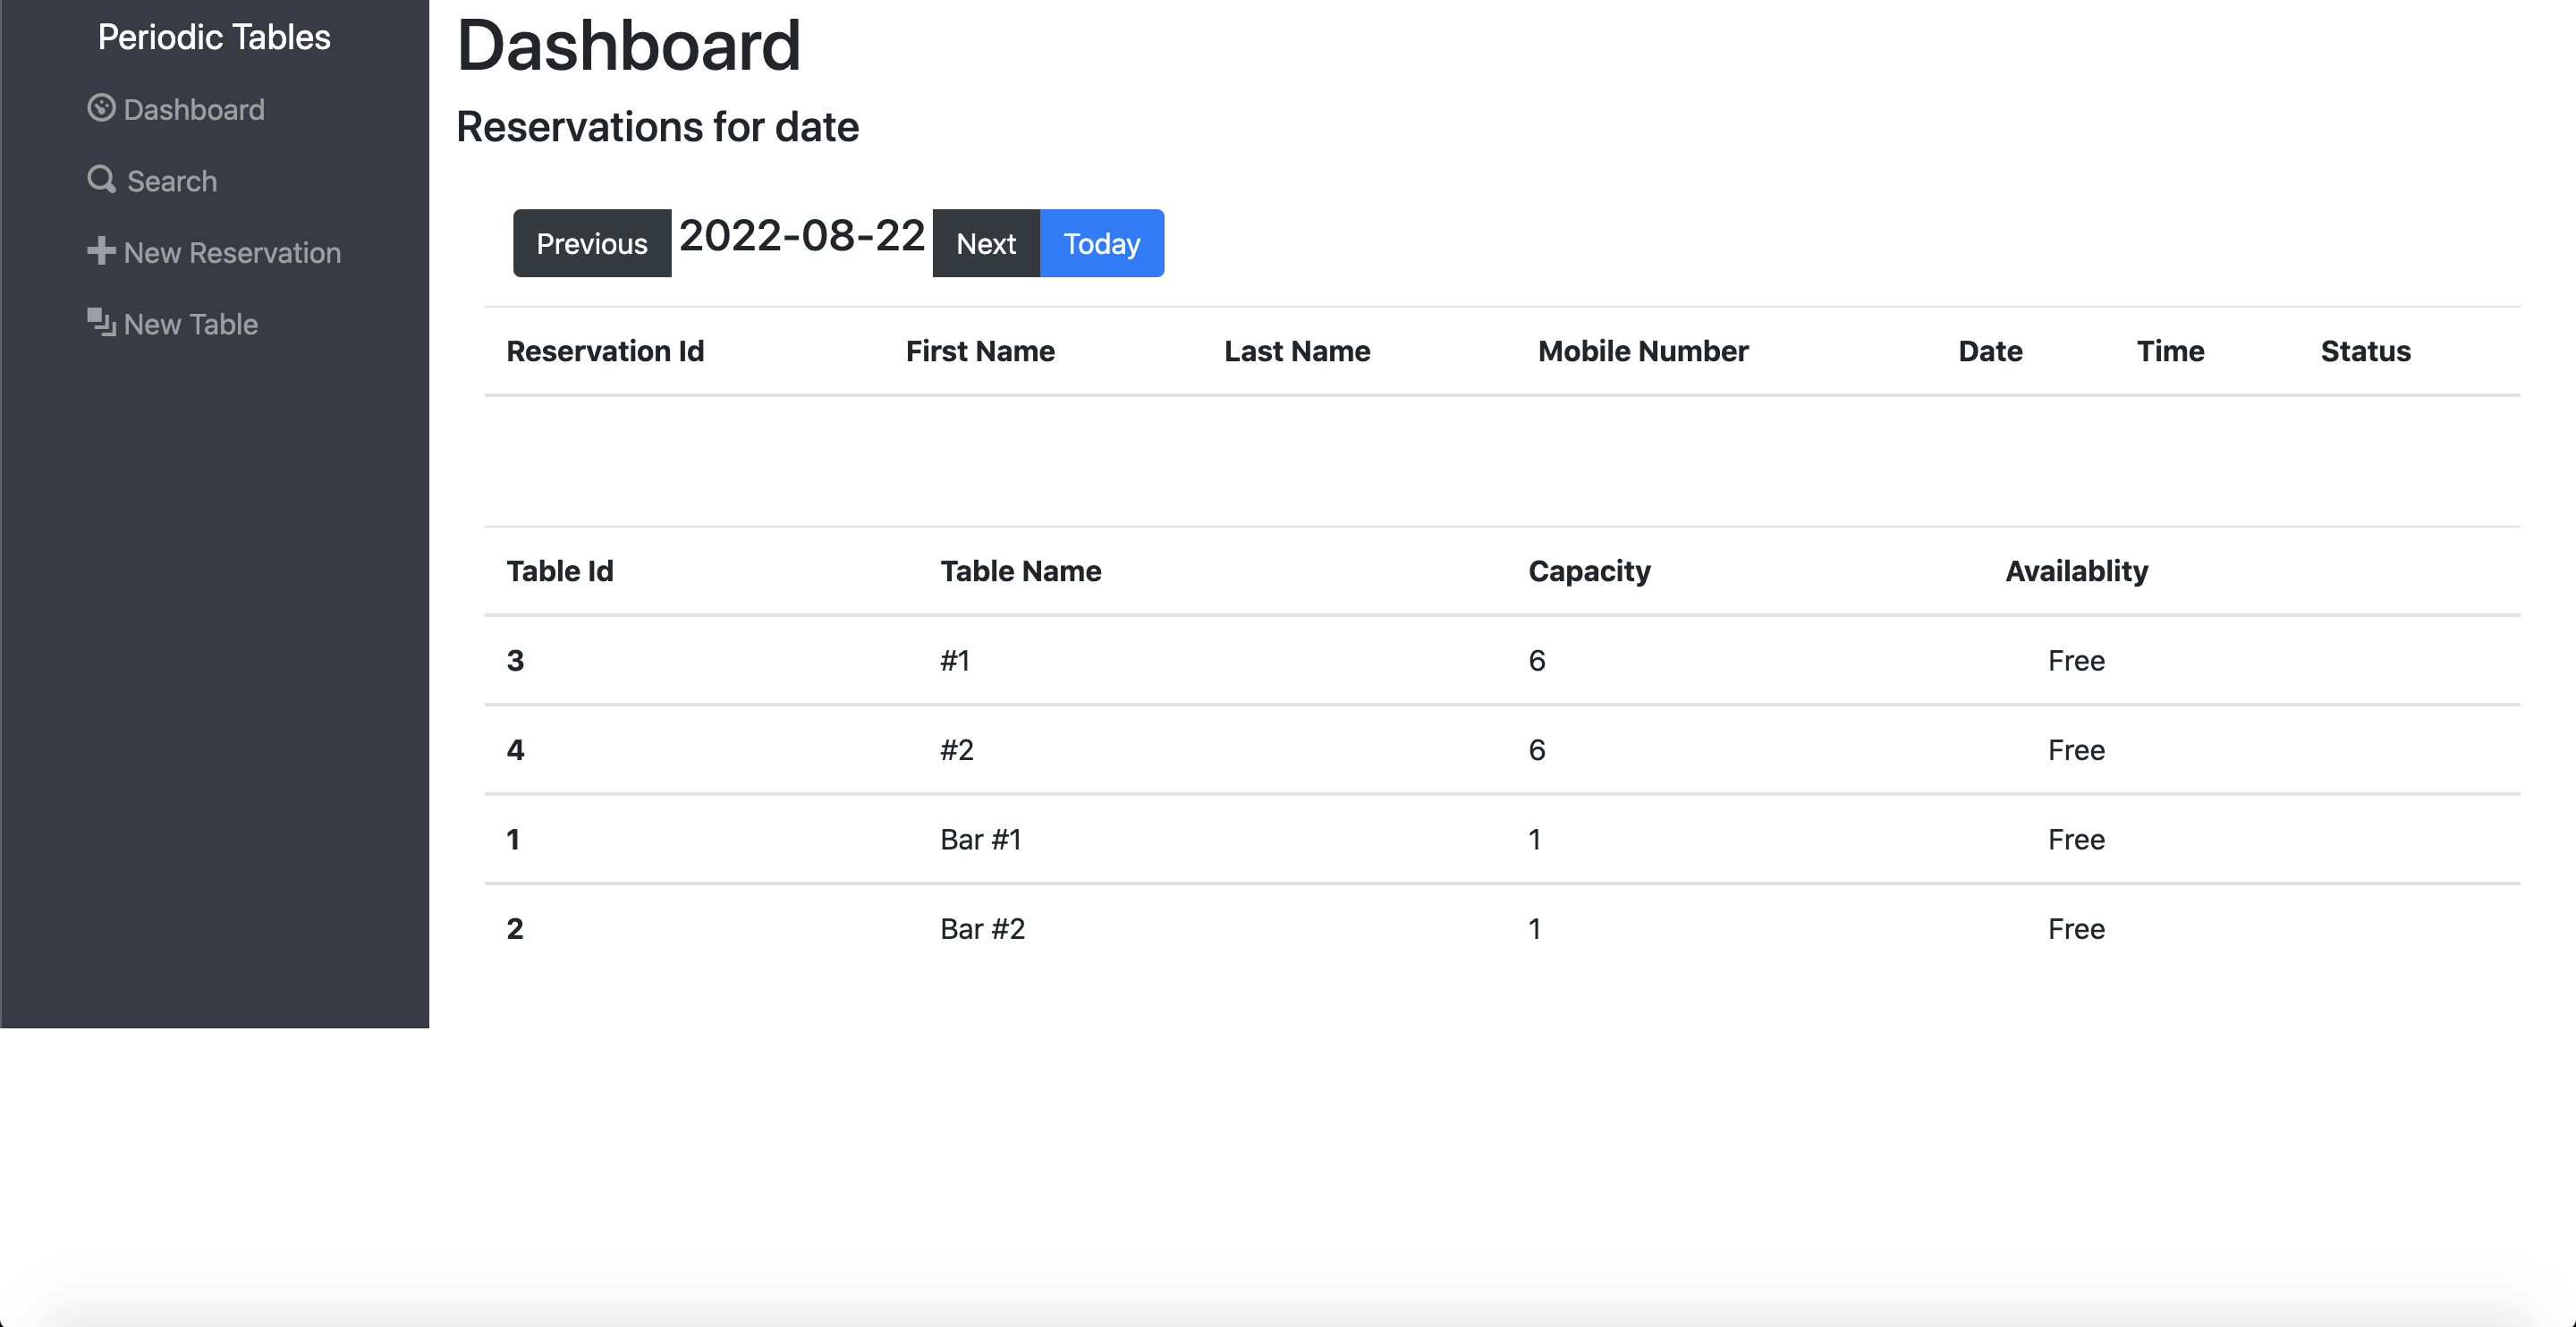 Periodic Tables
Dashboard
Search
New Reservation
New Table
Dashboard
Reservations for date
Previous 2022-08-22 Next Today
Reservation Id First Name Last Name Mobile Number Date Time Status
Table Id Table Name Capacity Availablity
3 #1 6 Free
4 #2 6 Free
1 Bar #1 1 Free
2 Bar #2 1 Free